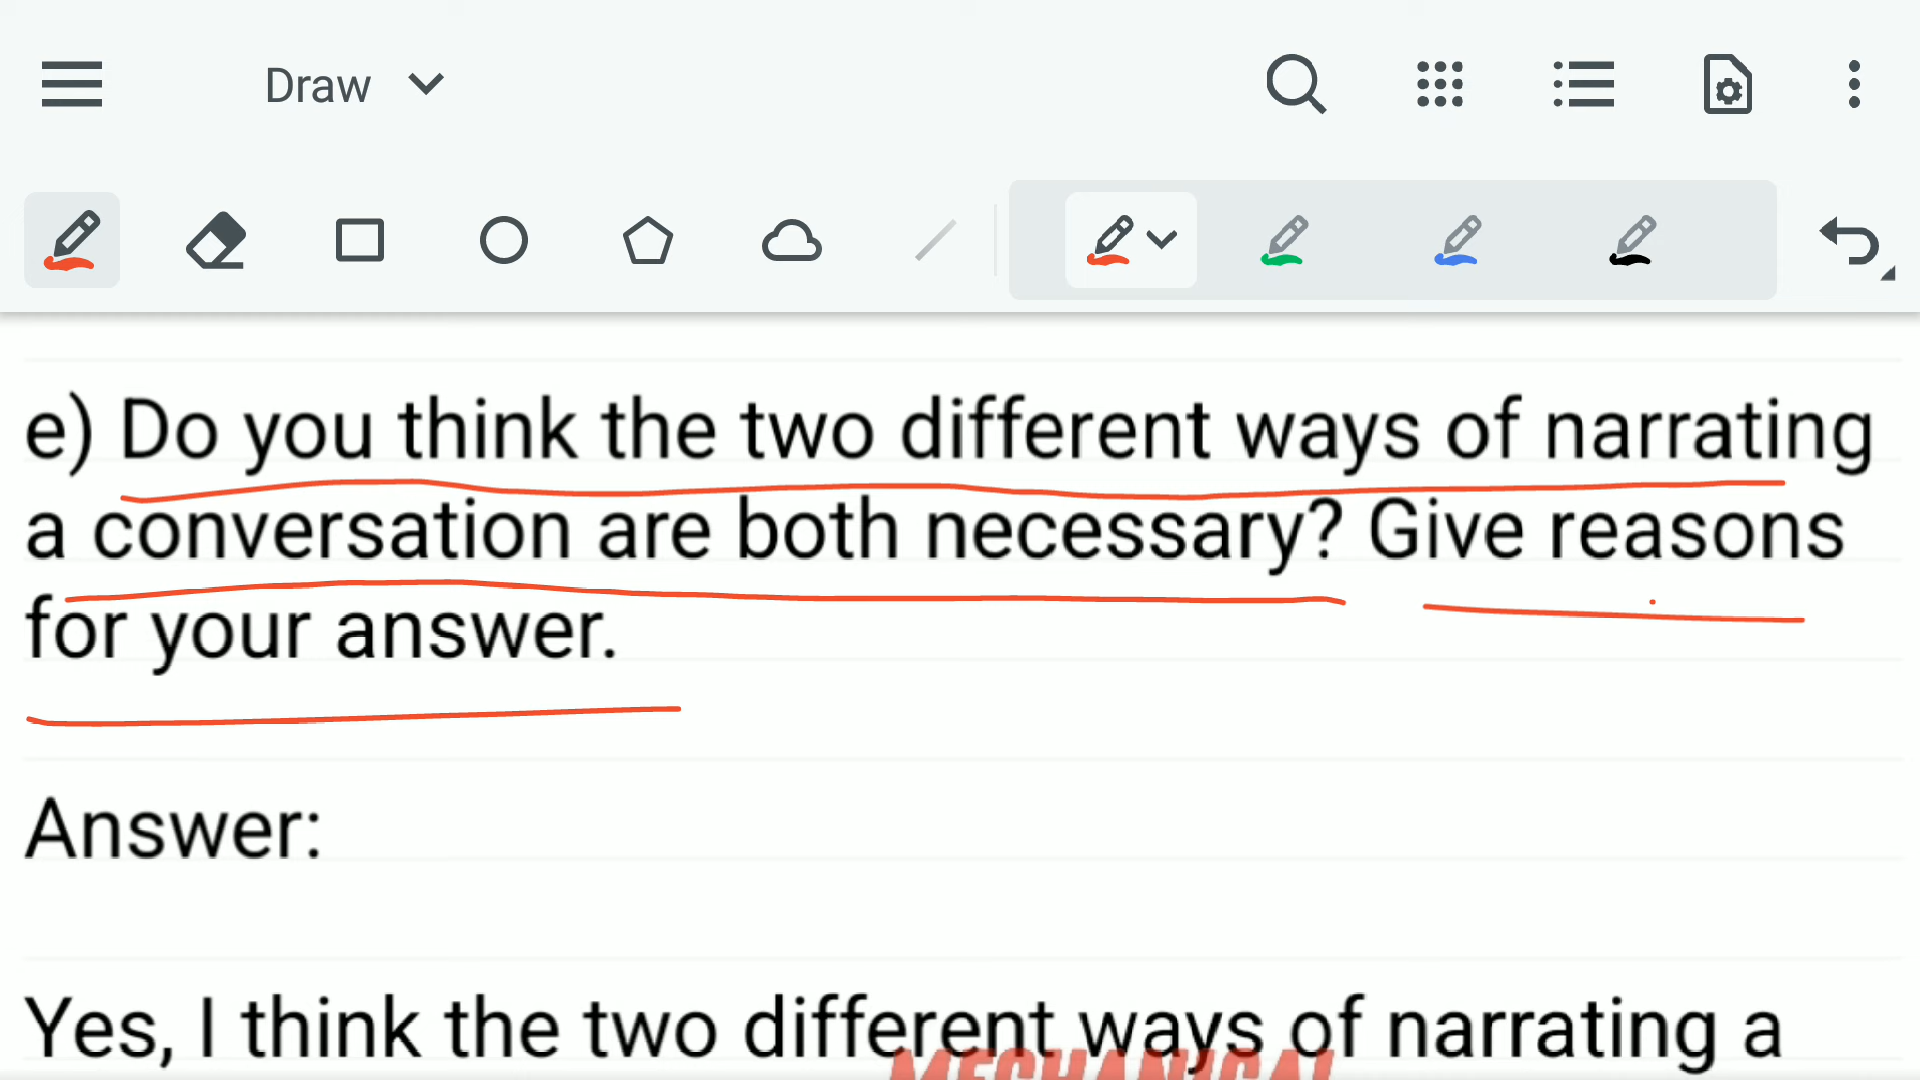 Draw
e) Do you think the two different ways of narrating
a conversation are both necessary? Give reasons
for your answer.
Answer:
Yes, I think the two different ways of narrating a
MECHANICAL